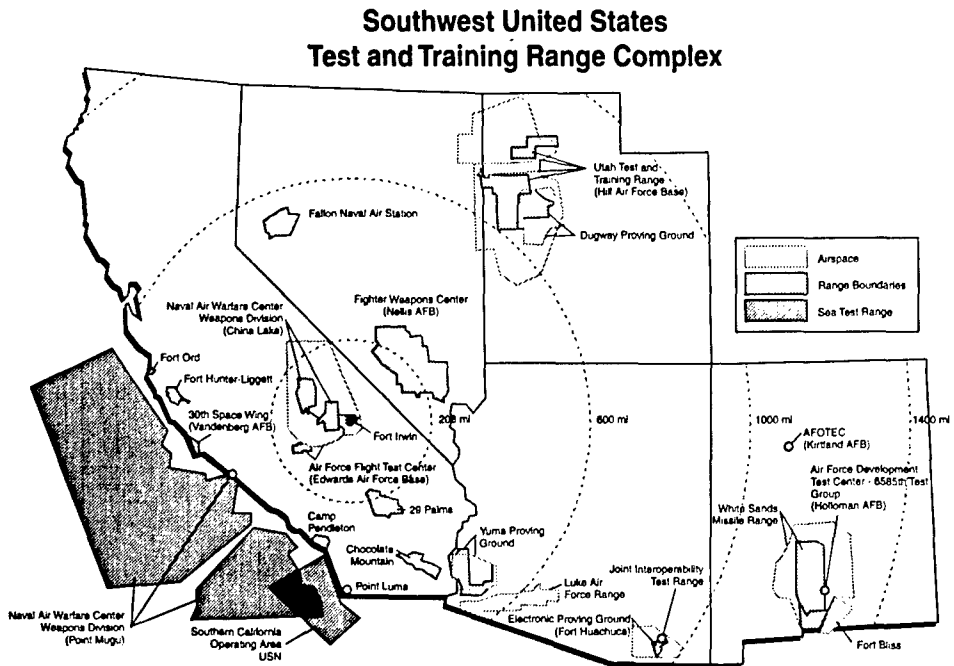 Southwest United States
Test and Training Range Complex
Utah Test and
Training Range
(Hill Air Force Base)
Fallon Naval Air Station
Dugway Proving Ground
Airspace
Range Boundaries
Sea Test Range
Naval Air Warfare Center
Weapons Division
(China Lake)
Fighter Weapons Center
(Nellis AFB)
Fort Ord
Fort Hunter-Liggett
30th Space Wing
(Vandenberg AFB)
Fort Irwin
200 mi
600 mi
1000 mi
1400 mi
AFOTEC
(Kirtland AFB)
Air Force Flight Test Center
(Edwards Air Force Base)
Air Force Development
Test Center - 6585th Test
Group
(Holloman AFB)
29 Palms
White Sands
Missile Range
Camp
Pendleton
Yuma Proving
Ground
Chocolate
Mountain
Joint Interoperability
Test Range
Point Luma
Luke Air
Force Range
Naval Air Warfare Center
Weapons Division
(Point Mugu)
Electronic Proving Ground
(Fort Huachuca)
Southern California
Operating Area
USN
Fort Bliss